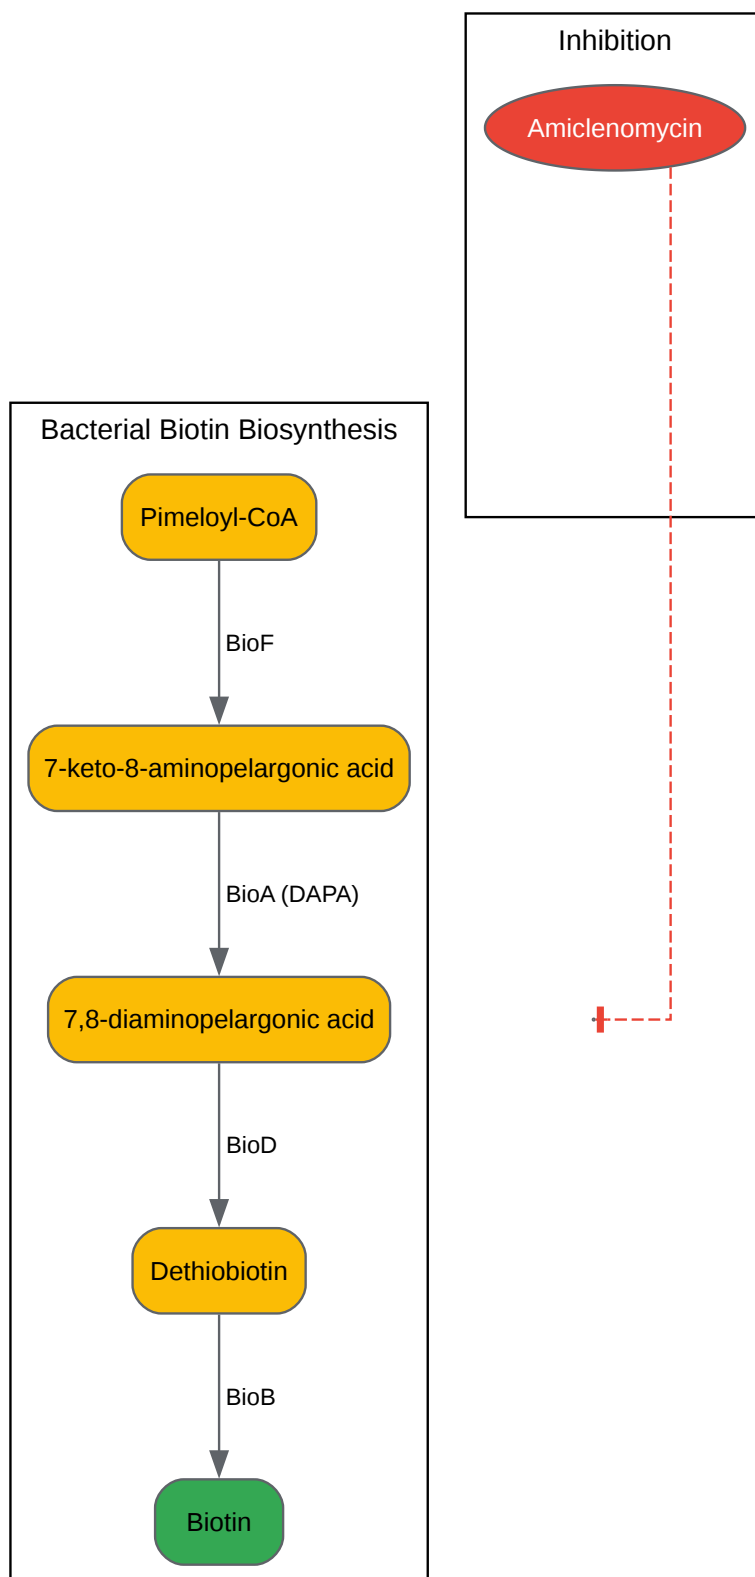 Inhibition
Amiclenomycin
Bacterial Biotin Biosynthesis
Pimeloyl-CoA
BioF
7-keto-8-aminopelargonic acid
BioA (DAPA)
7,8-diaminopelargonic acid
BioD
Dethiobiotin
BioB
Biotin